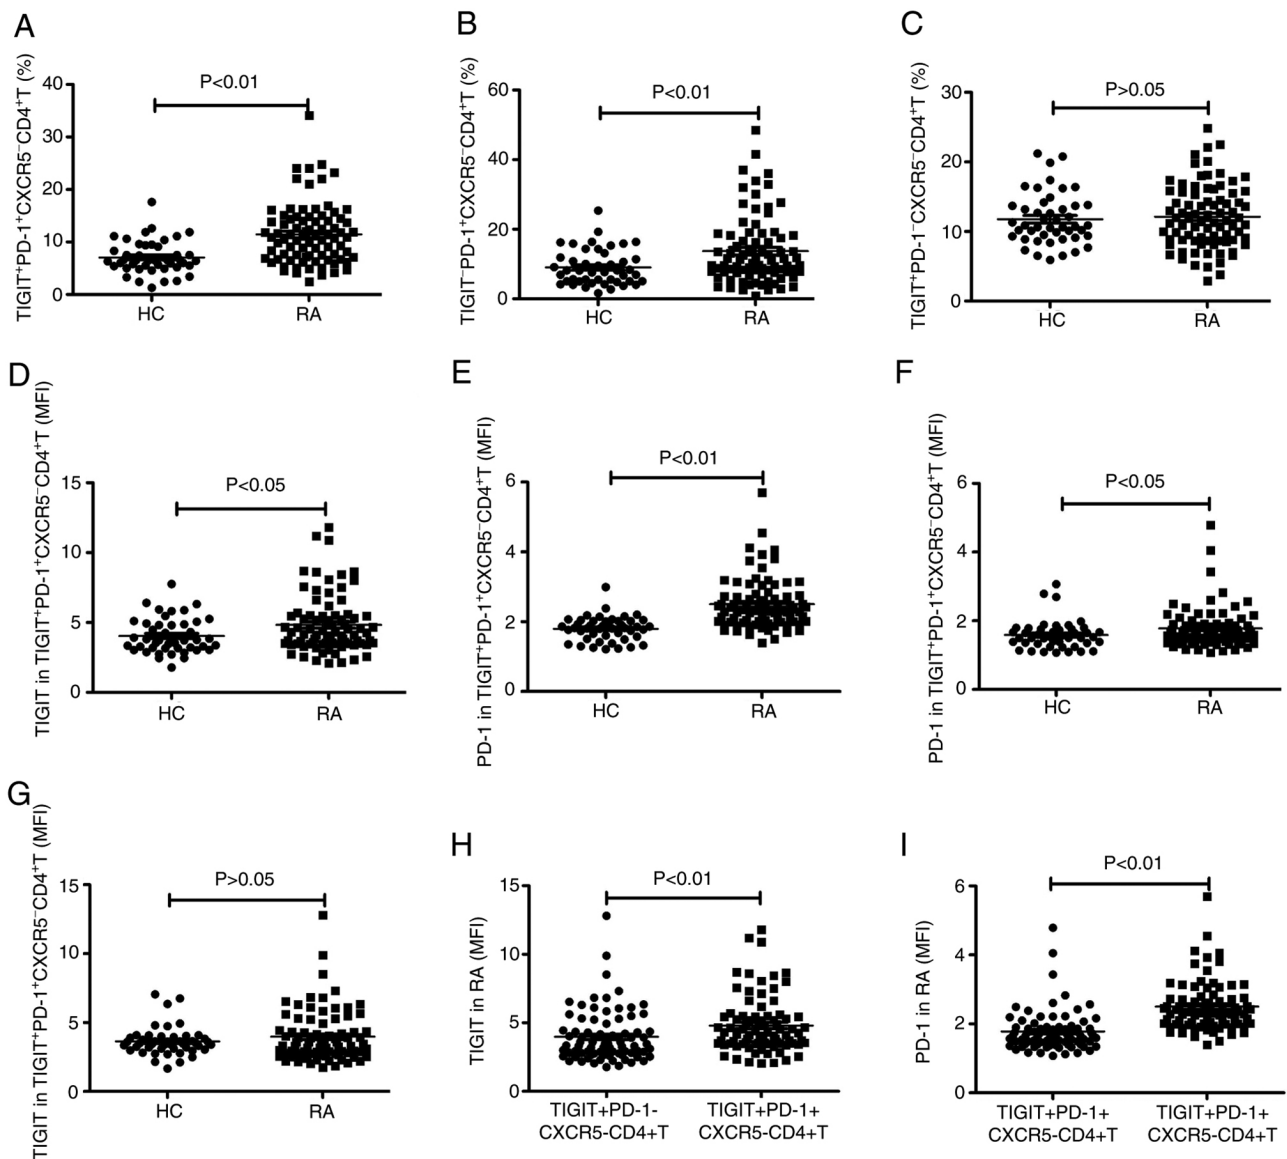 A
TIGIT⁺PD-1⁺CXCR5⁻CD4⁺T (%)
P<0.01
40
30
20
10
0
HC
RA
B
TIGIT⁻PD-1⁺CXCR5⁻CD4⁺T (%)
P<0.01
60
40
20
0
HC
RA
C
TIGIT⁺PD-1⁻CXCR5⁻CD4⁺T (%)
P>0.05
30
20
10
0
HC
RA
D
TIGIT in TIGIT⁺PD-1⁺CXCR5⁻CD4⁺T (MFI)
P<0.05
15
10
5
0
HC
RA
E
PD-1 in TIGIT⁺PD-1⁺CXCR5⁻CD4⁺T (MFI)
P<0.01
6
4
2
0
HC
RA
F
PD-1 in TIGIT⁺PD-1⁺CXCR5⁻CD4⁺T (MFI)
P<0.05
6
4
2
0
HC
RA
G
TIGIT in TIGIT⁺PD-1⁺CXCR5⁻CD4⁺T (MFI)
P>0.05
15
10
5
0
HC
RA
H
TIGIT in RA (MFI)
P<0.01
15
10
5
0
TIGIT+PD-1-
CXCR5-CD4+T
TIGIT+PD-1+
CXCR5-CD4+T
I
PD-1 in RA (MFI)
P<0.01
6
4
2
0
TIGIT+PD-1+
CXCR5-CD4+T
TIGIT+PD-1+
CXCR5-CD4+T